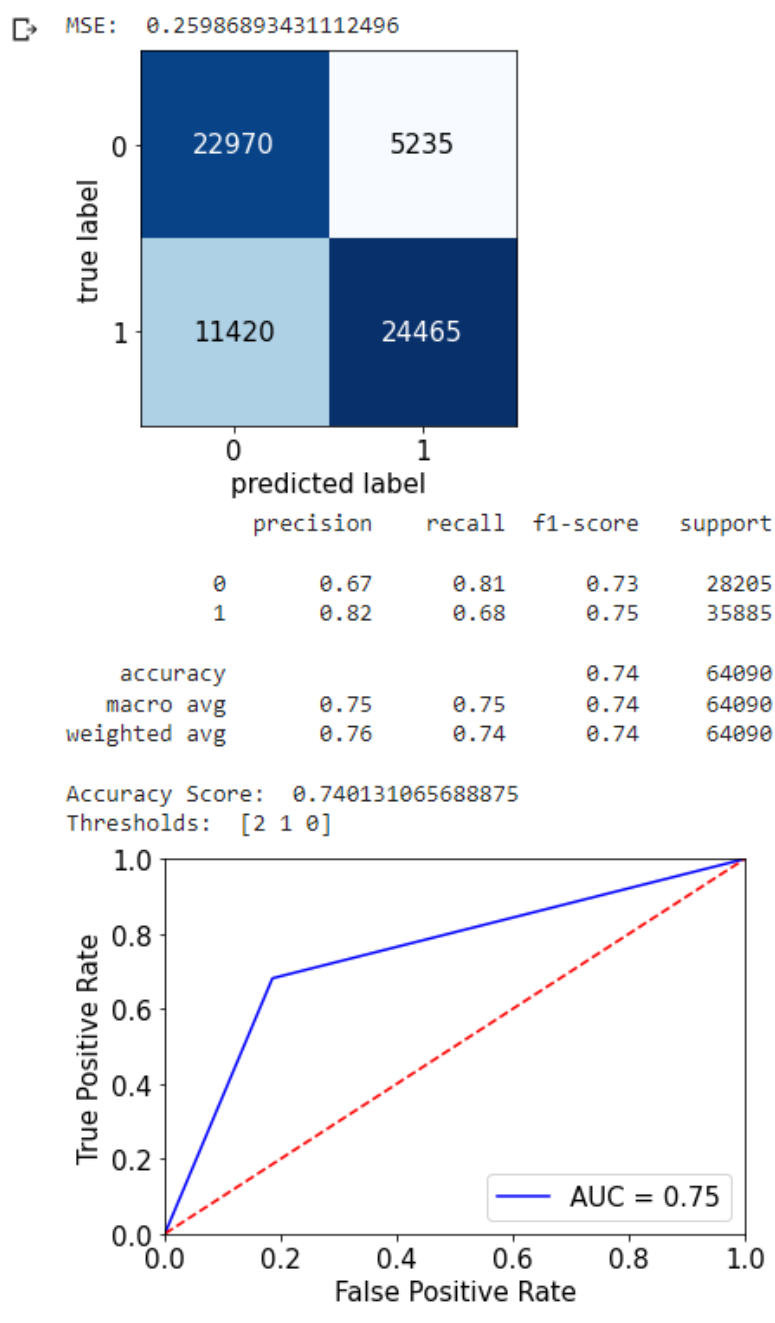 MSE:  0.25986893431112496
0 22970 5235
true label
1 11420 24465
0 1
predicted label
precision recall f1-score support
0 0.67 0.81 0.73 28205
1 0.82 0.68 0.75 35885
accuracy 0.74 64090
macro avg 0.75 0.75 0.74 64090
weighted avg 0.76 0.74 0.74 64090
Accuracy Score:  0.740131065688875
Thresholds:  [2 1 0]
1.0
0.8
0.6
0.4
0.2
0.0
True Positive Rate
AUC = 0.75
0.0 0.2 0.4 0.6 0.8 1.0
False Positive Rate